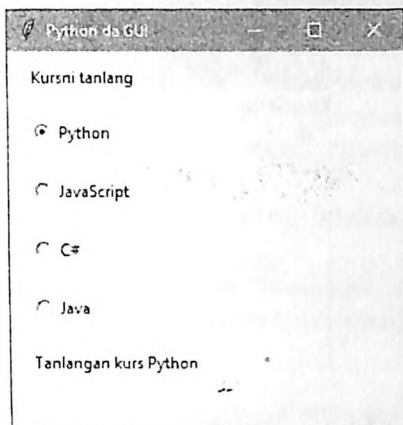 Python da GUI
Kursni tanlang
Python
JavaScript
C#
Java
Tanlangan kurs Python